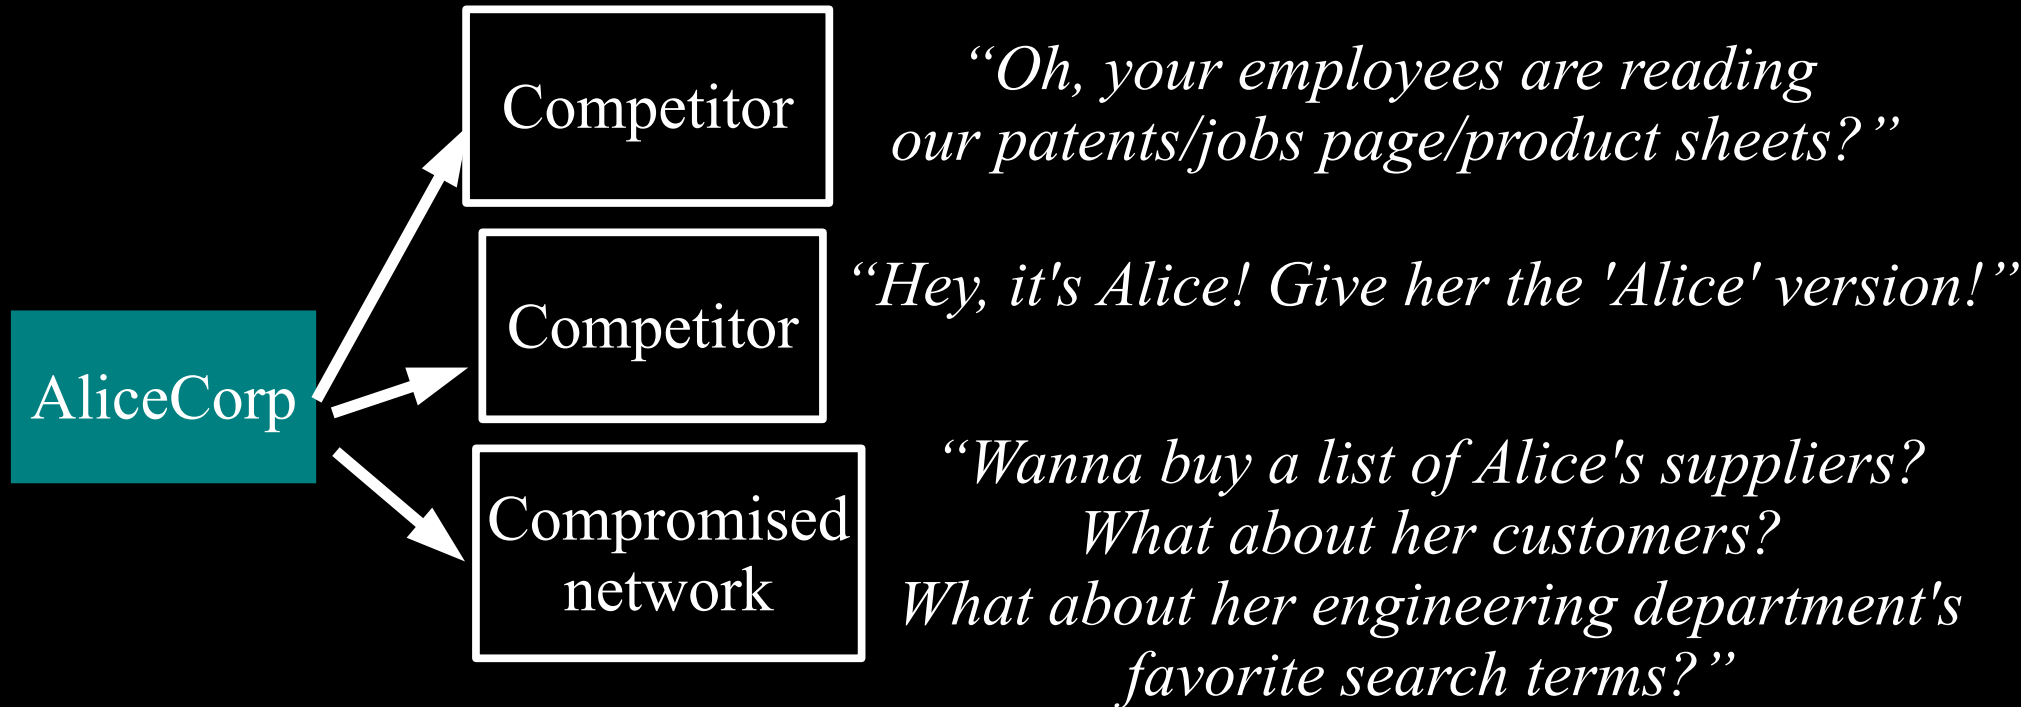 Competitor
“Oh, your employees are reading
our patents/jobs page/product sheets?”
Competitor
“Hey, it's Alice! Give her the 'Alice' version!”
AliceCorp
Compromised
network
“Wanna buy a list of Alice's suppliers?
What about her customers?
What about her engineering department's
favorite search terms?”